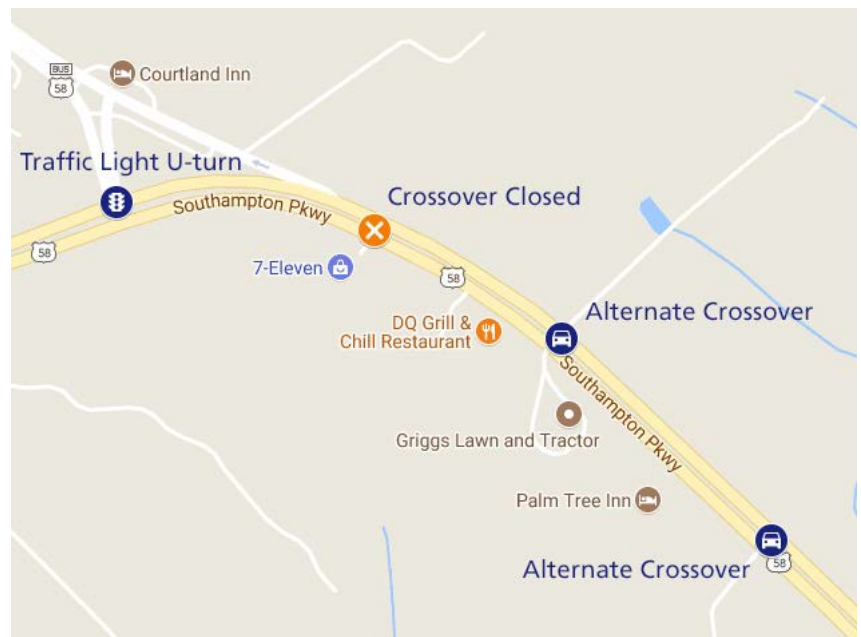 Courtland Inn
BUS
58
Traffic Light U-turn
Crossover Closed
Southampton Pkwy
58
7-Eleven
58
Alternate Crossover
DQ Grill &
Chill Restaurant
Southampton Pkwy
Griggs Lawn and Tractor
Palm Tree Inn
Alternate Crossover
58